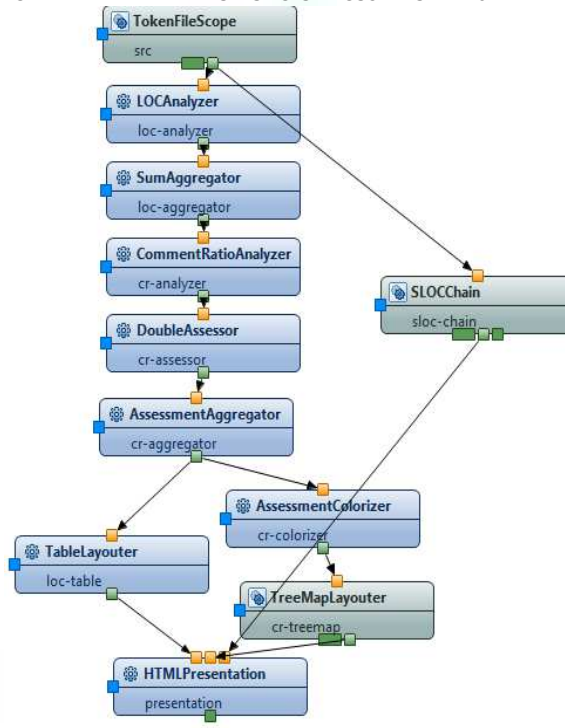 TokenFileScope
src
LOCAnalyzer
loc-analyzer
SumAggregator
loc-aggregator
CommentRatioAnalyzer
cr-analyzer
SLOCChain
sloc-chain
DoubleAssessor
cr-assessor
AssessmentAggregator
cr-aggregator
AssessmentColorizer
cr-colorizer
TableLayouter
loc-table
TreeMapLayouter
cr-treemap
HTMLPresentation
presentation